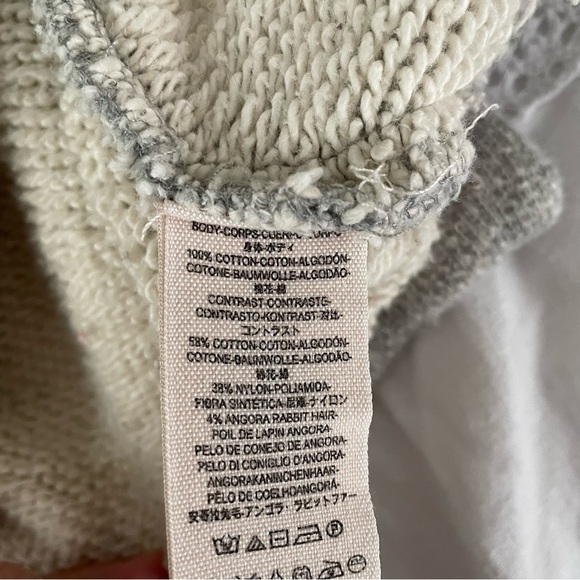 BODY-CORPS-CUERPO-CORPO-
身体-ボディ
100% COTTON-COTON-ALGODÓN-
COTONE-BAUMWOLLE-ALGODÃO-
棉花-綿
CONTRAST-CONTRASTE-
CONTRASTO-KONTRAST-对比-
コントラスト
58% COTTON-COTON-ALGODÓN-
COTONE-BAUMWOLLE-ALGODÃO-
棉花-綿
38% NYLON-POLIAMIDA-
FIBRA SINTÉTICA-尼龍-ナイロン
4% ANGORA RABBIT HAIR-
POIL DE LAPIN ANGORA-
PELO DE CONEJO DE ANGORA-
PELO DI CONIGLIO D'ANGORA-
ANGORAKANINCHENHAAR-
PÊLO DE COELHOANGORÁ-
安哥拉兔毛-アンゴラ-ラビットファー